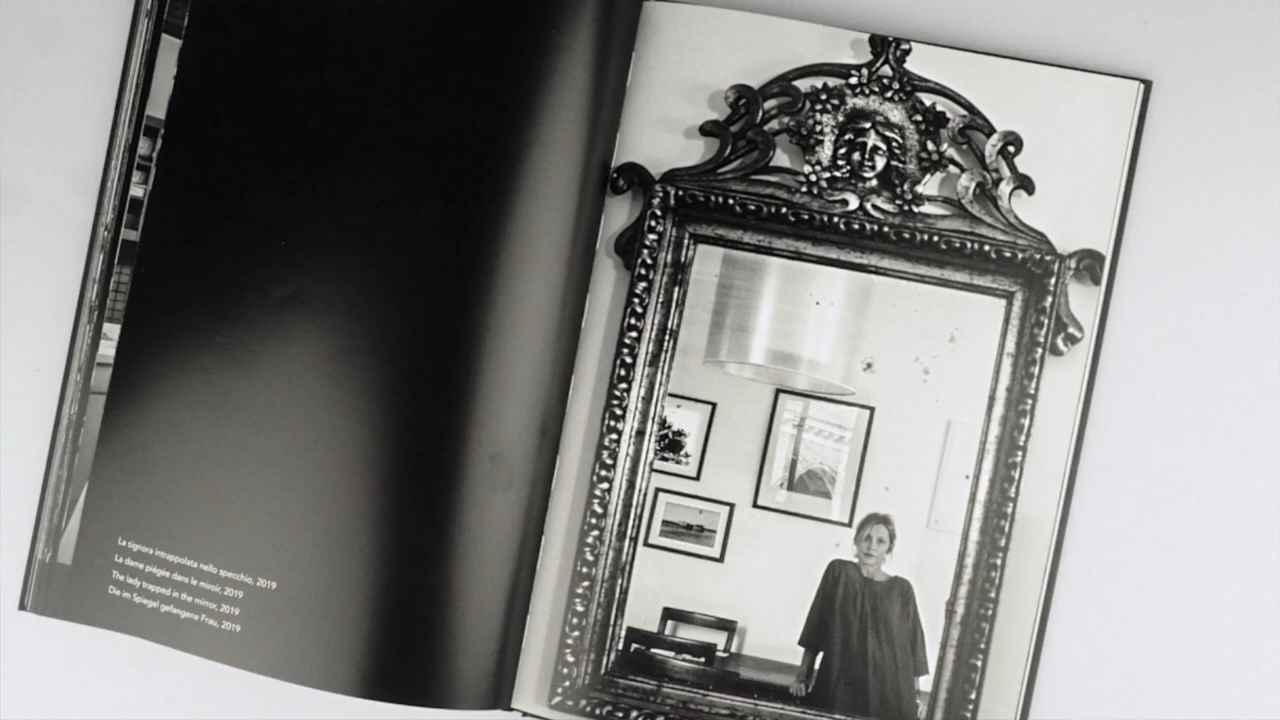 La signora intrappolata nello specchio, 2019
La dame piégée dans le miroir, 2019
The lady trapped in the mirror, 2019
Die im Spiegel gefangene Frau, 2019